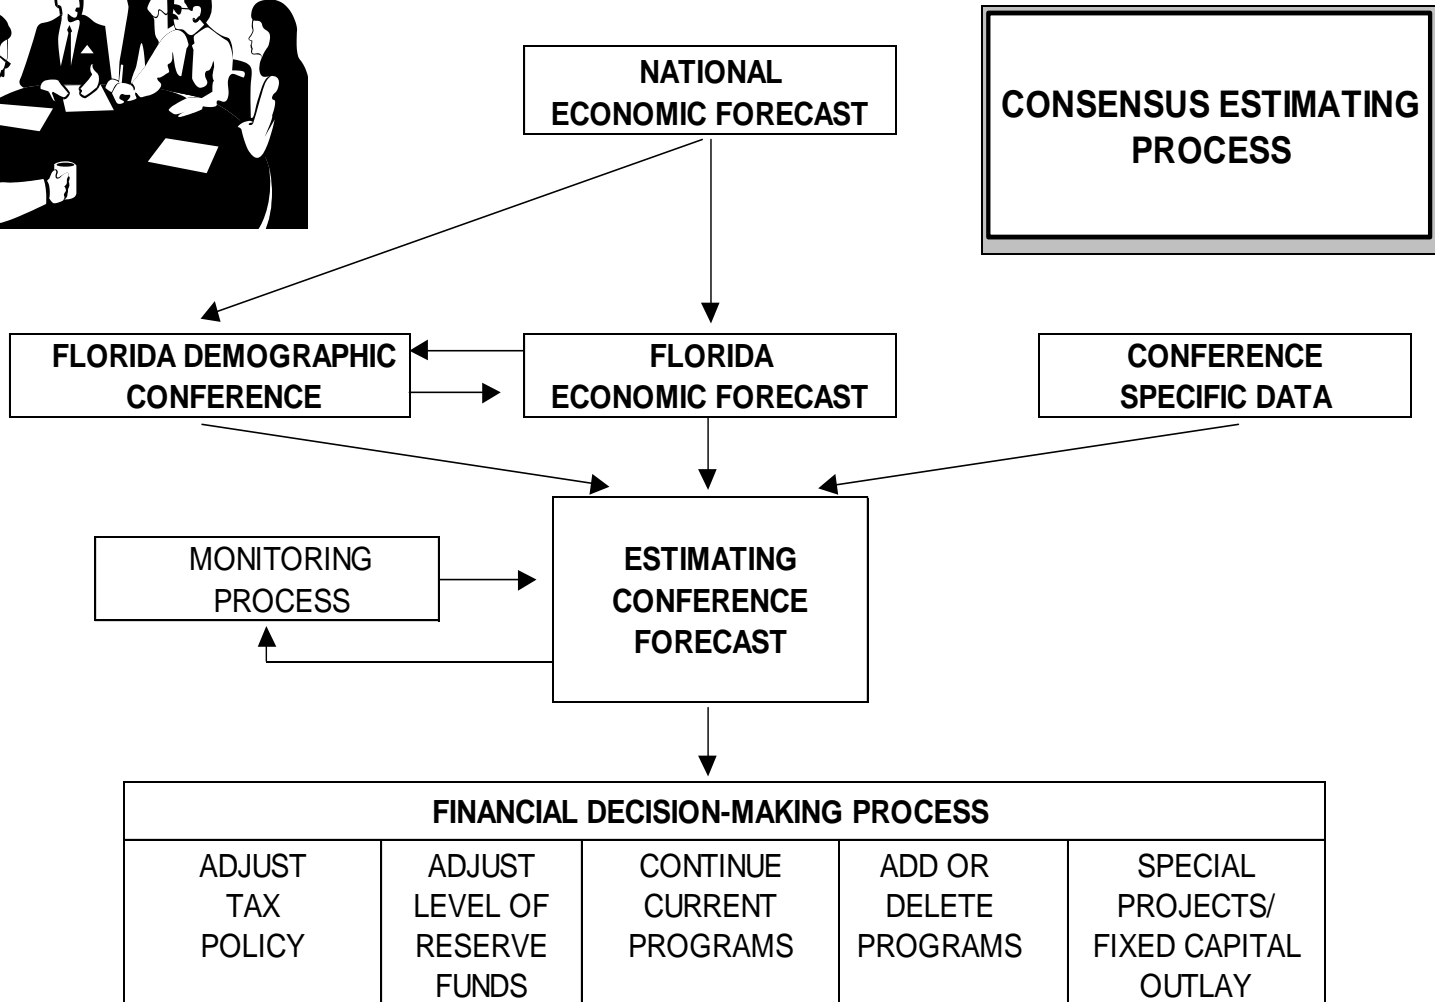 NATIONAL
ECONOMIC FORECAST
CONSENSUS ESTIMATING
PROCESS
FLORIDA DEMOGRAPHIC
CONFERENCE
FLORIDA
ECONOMIC FORECAST
CONFERENCE
SPECIFIC DATA
MONITORING
PROCESS
ESTIMATING
CONFERENCE
FORECAST
FINANCIAL DECISION-MAKING PROCESS
ADJUST
TAX
POLICY
ADJUST
LEVEL OF
RESERVE
FUNDS
CONTINUE
CURRENT
PROGRAMS
ADD OR
DELETE
PROGRAMS
SPECIAL
PROJECTS/
FIXED CAPITAL
OUTLAY